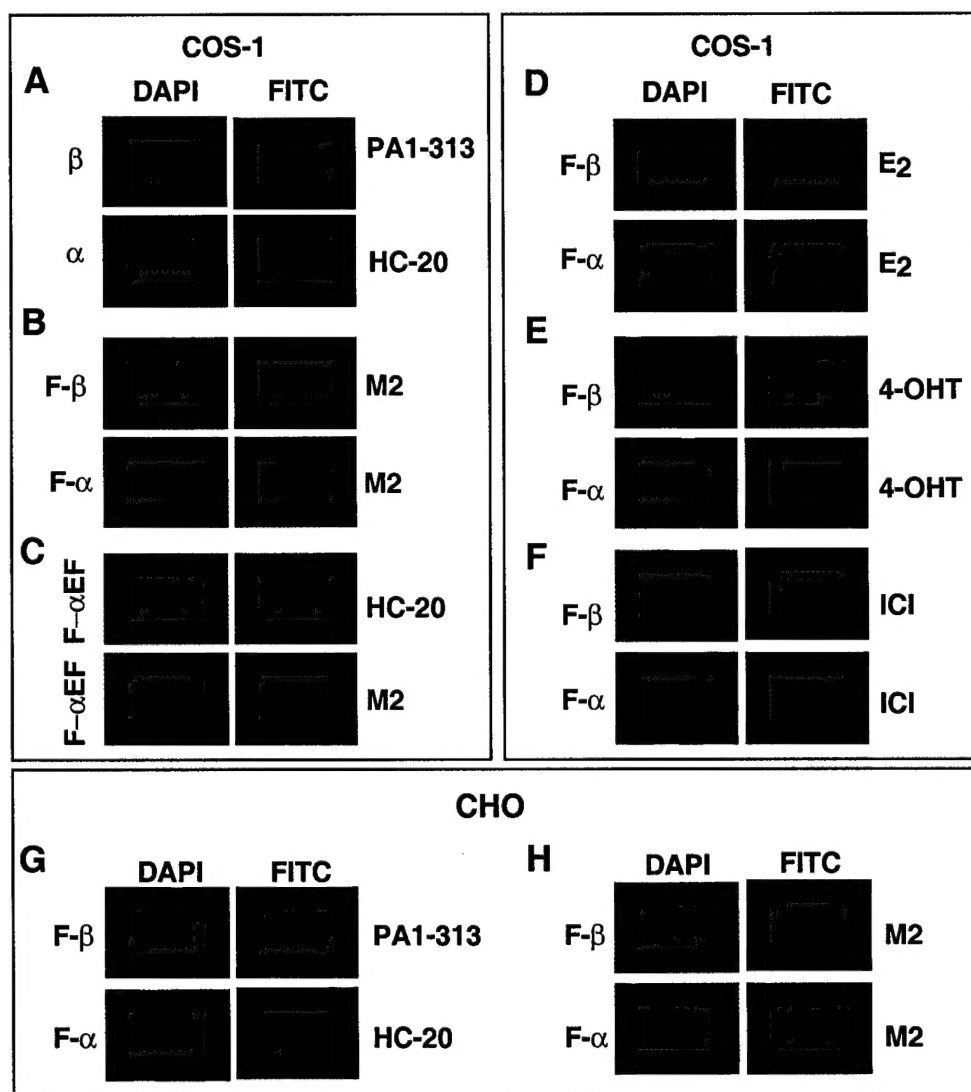 COS-1
A
DAPI FITC
β PA1-313
α HC-20
B
F-β M2
F-α M2
C
F-αEF HC-20
F-αEF M2
COS-1
D
DAPI FITC
F-β E2
F-α E2
E
F-β 4-OHT
F-α 4-OHT
F
F-β ICI
F-α ICI
CHO
G
DAPI FITC
F-β PA1-313
F-α HC-20
H
DAPI FITC
F-β M2
F-α M2